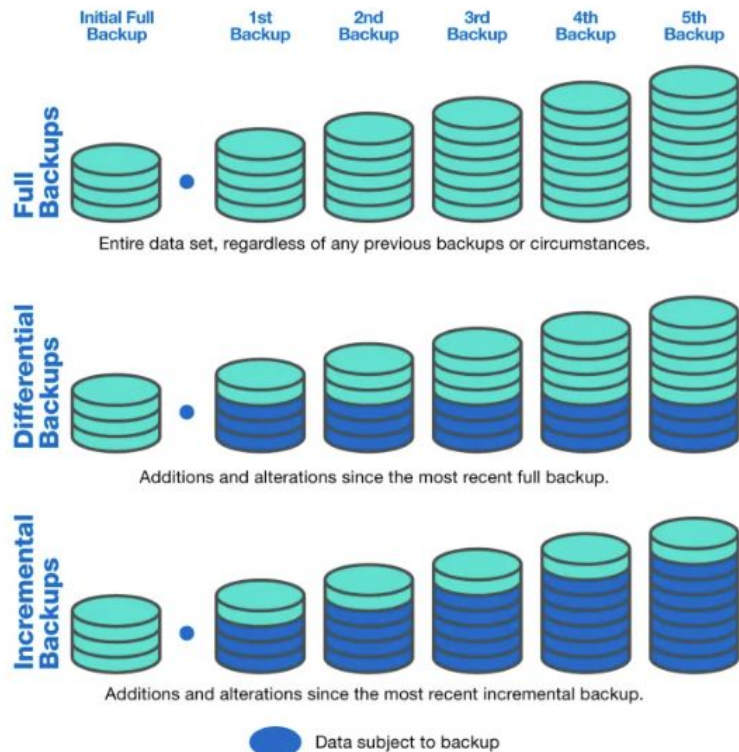 Initial Full Backup
1st Backup
2nd Backup
3rd Backup
4th Backup
5th Backup
Full Backups
Entire data set, regardless of any previous backups or circumstances.
Differential Backups
Additions and alterations since the most recent full backup.
Incremental Backups
Additions and alterations since the most recent incremental backup.
Data subject to backup